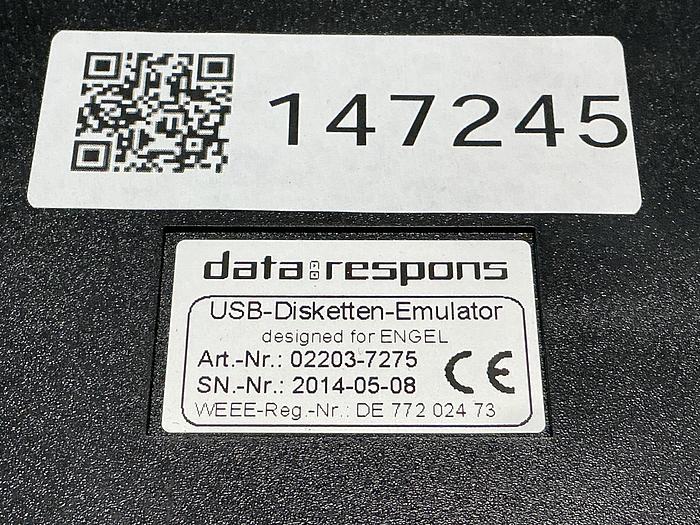 147245
data respons
USB-Disketten-Emulator
designed for ENGEL
Art.-Nr.: 02203-7275
SN.-Nr.: 2014-05-08
CE
WEEE-Reg.-Nr.: DE 772 024 73